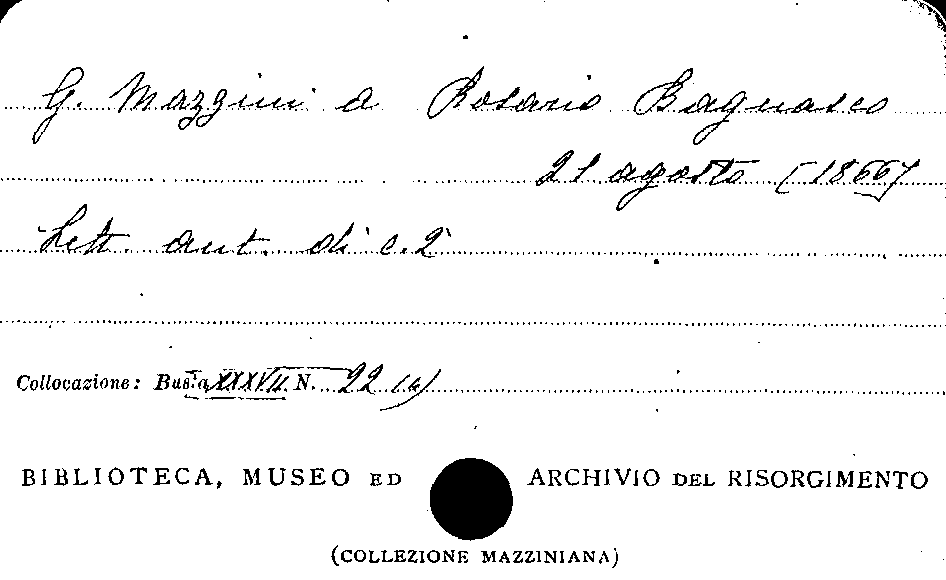 G. Mazzini a Rosario Bagnasco
21 agosto [1866]
Lett. aut. di c. 2
Collocazione: Busta XXXVII N. 22 (a)
BIBLIOTECA, MUSEO ED ARCHIVIO DEL RISORGIMENTO
(COLLEZIONE MAZZINIANA)